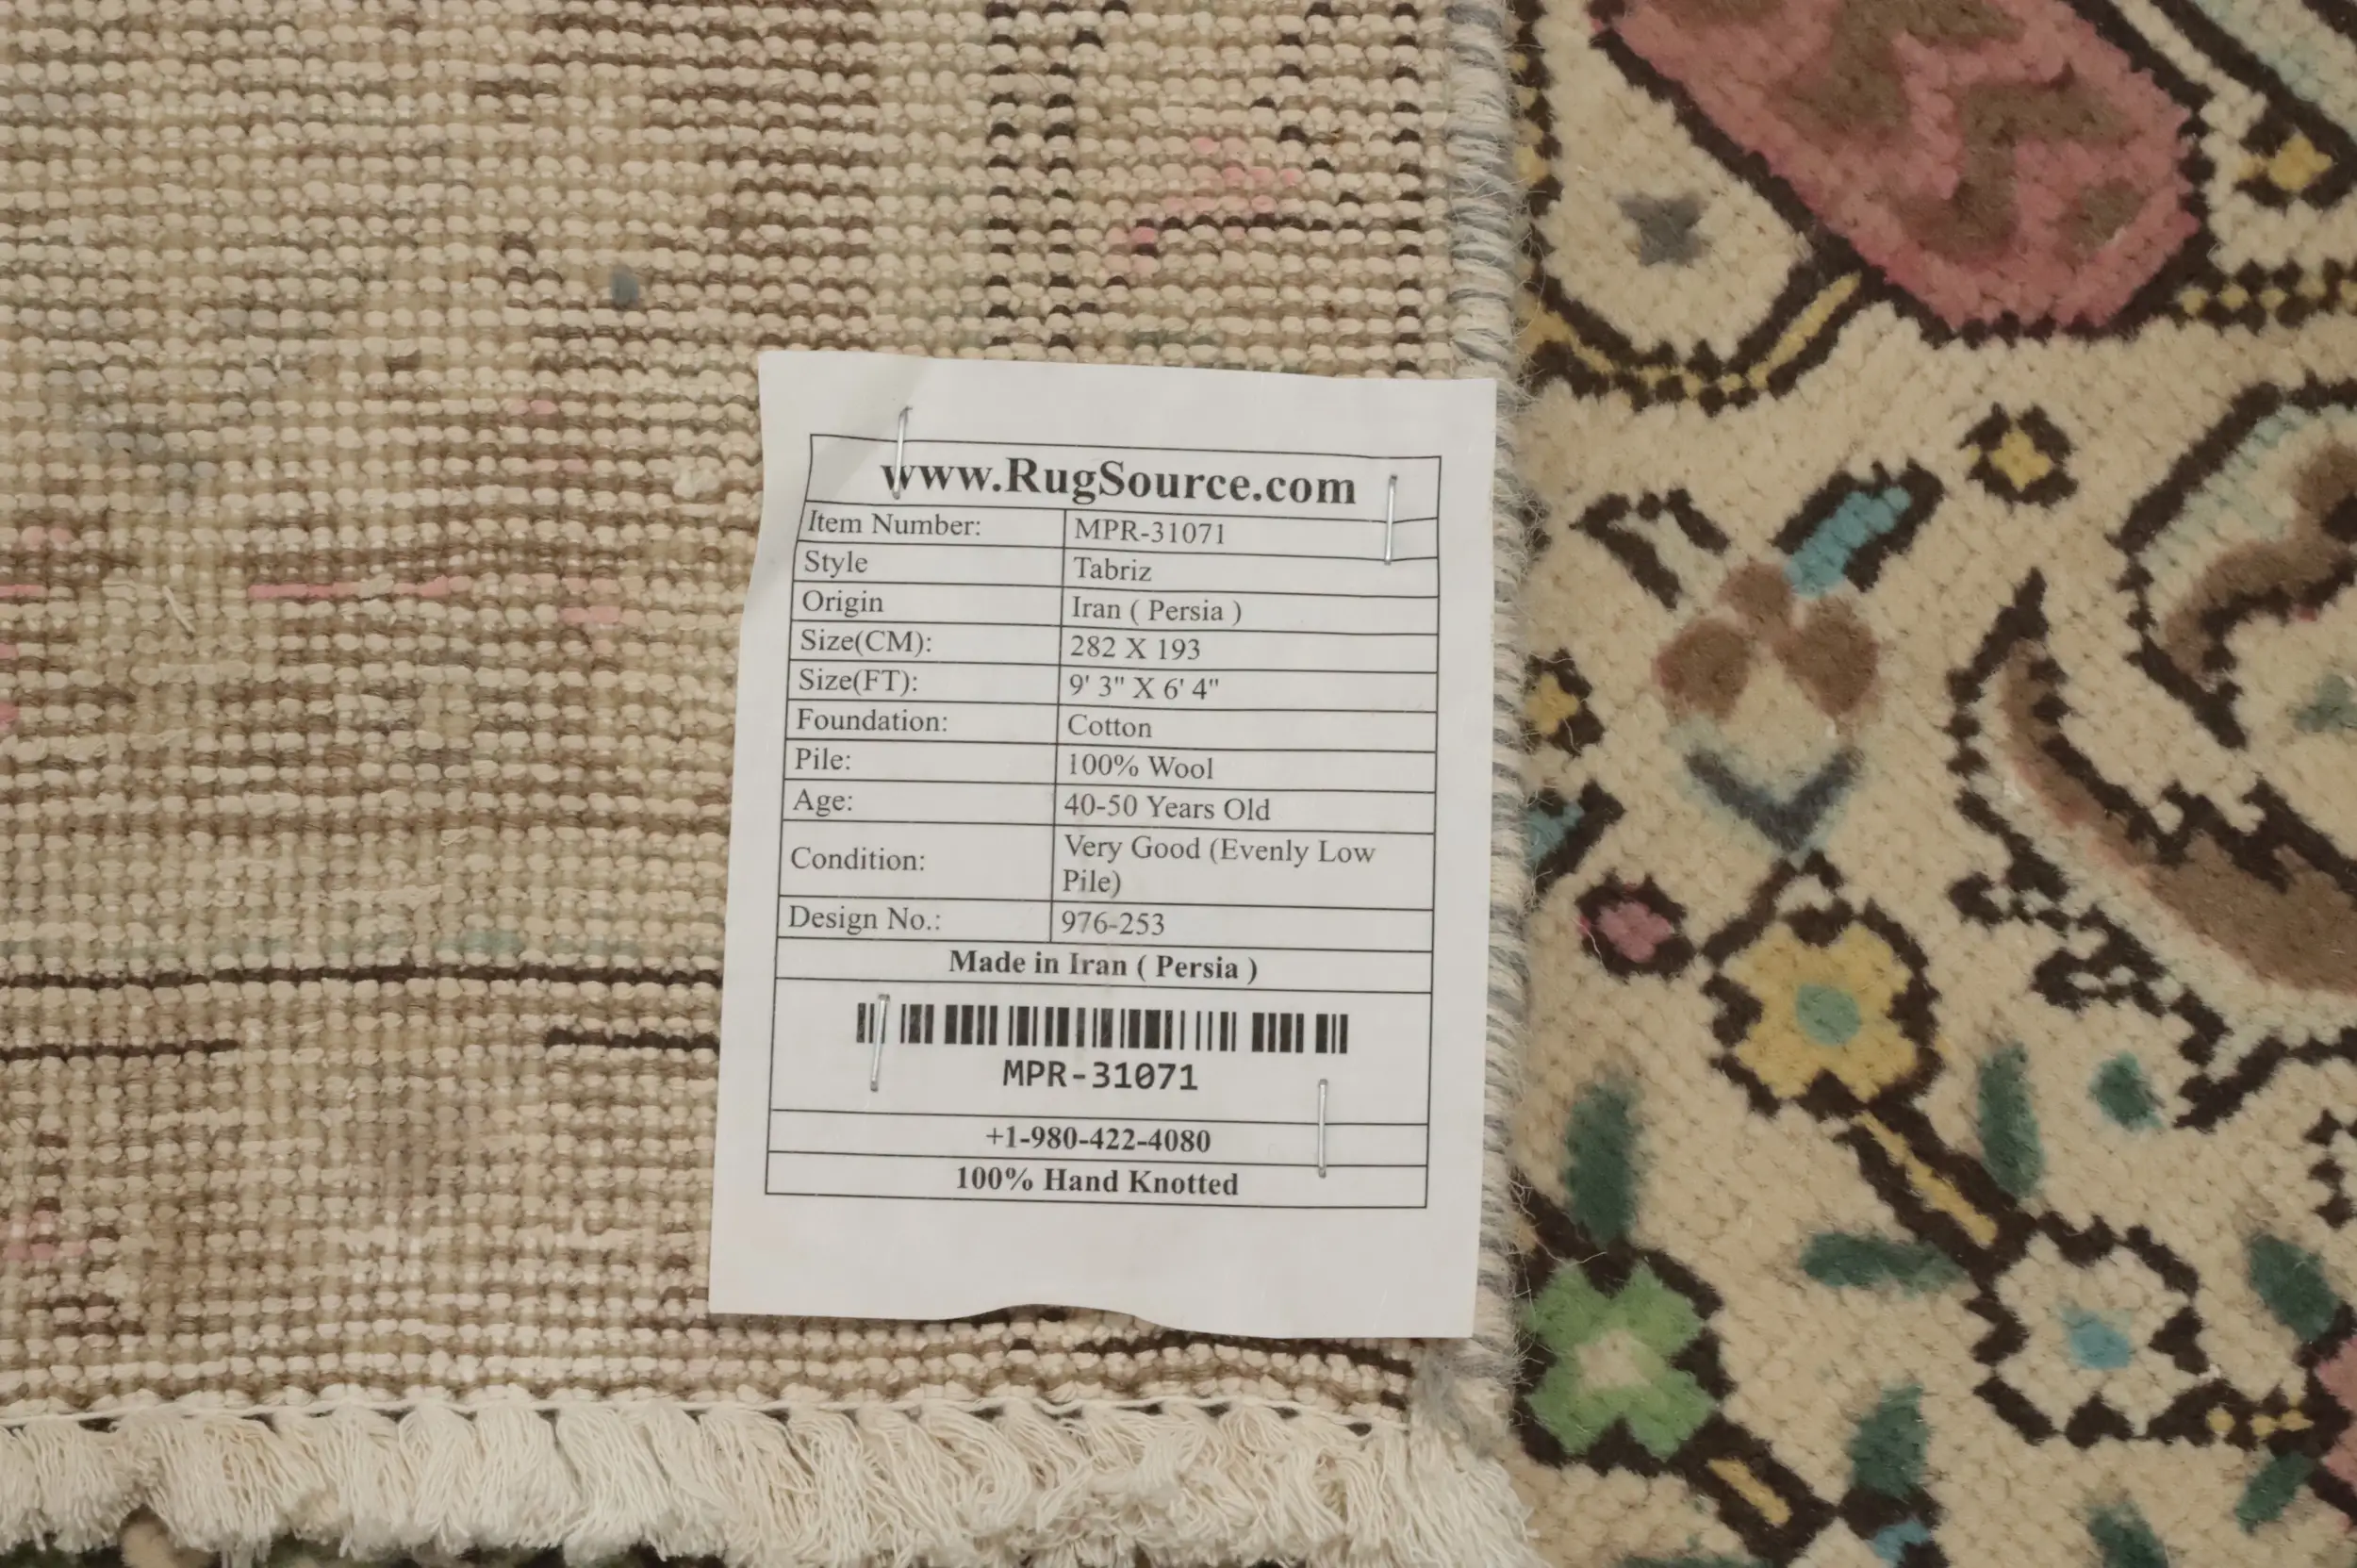 www.RugSource.com
Item Number: MPR-31071
Style Tabriz
Origin Iran ( Persia )
Size(CM): 282 X 193
Size(FT): 9' 3" X 6' 4"
Foundation: Cotton
Pile: 100% Wool
Age: 40-50 Years Old
Condition: Very Good (Evenly Low
Pile)
Design No.: 976-253
Made in Iran ( Persia )
MPR-31071
+1-980-422-4080
100% Hand Knotted